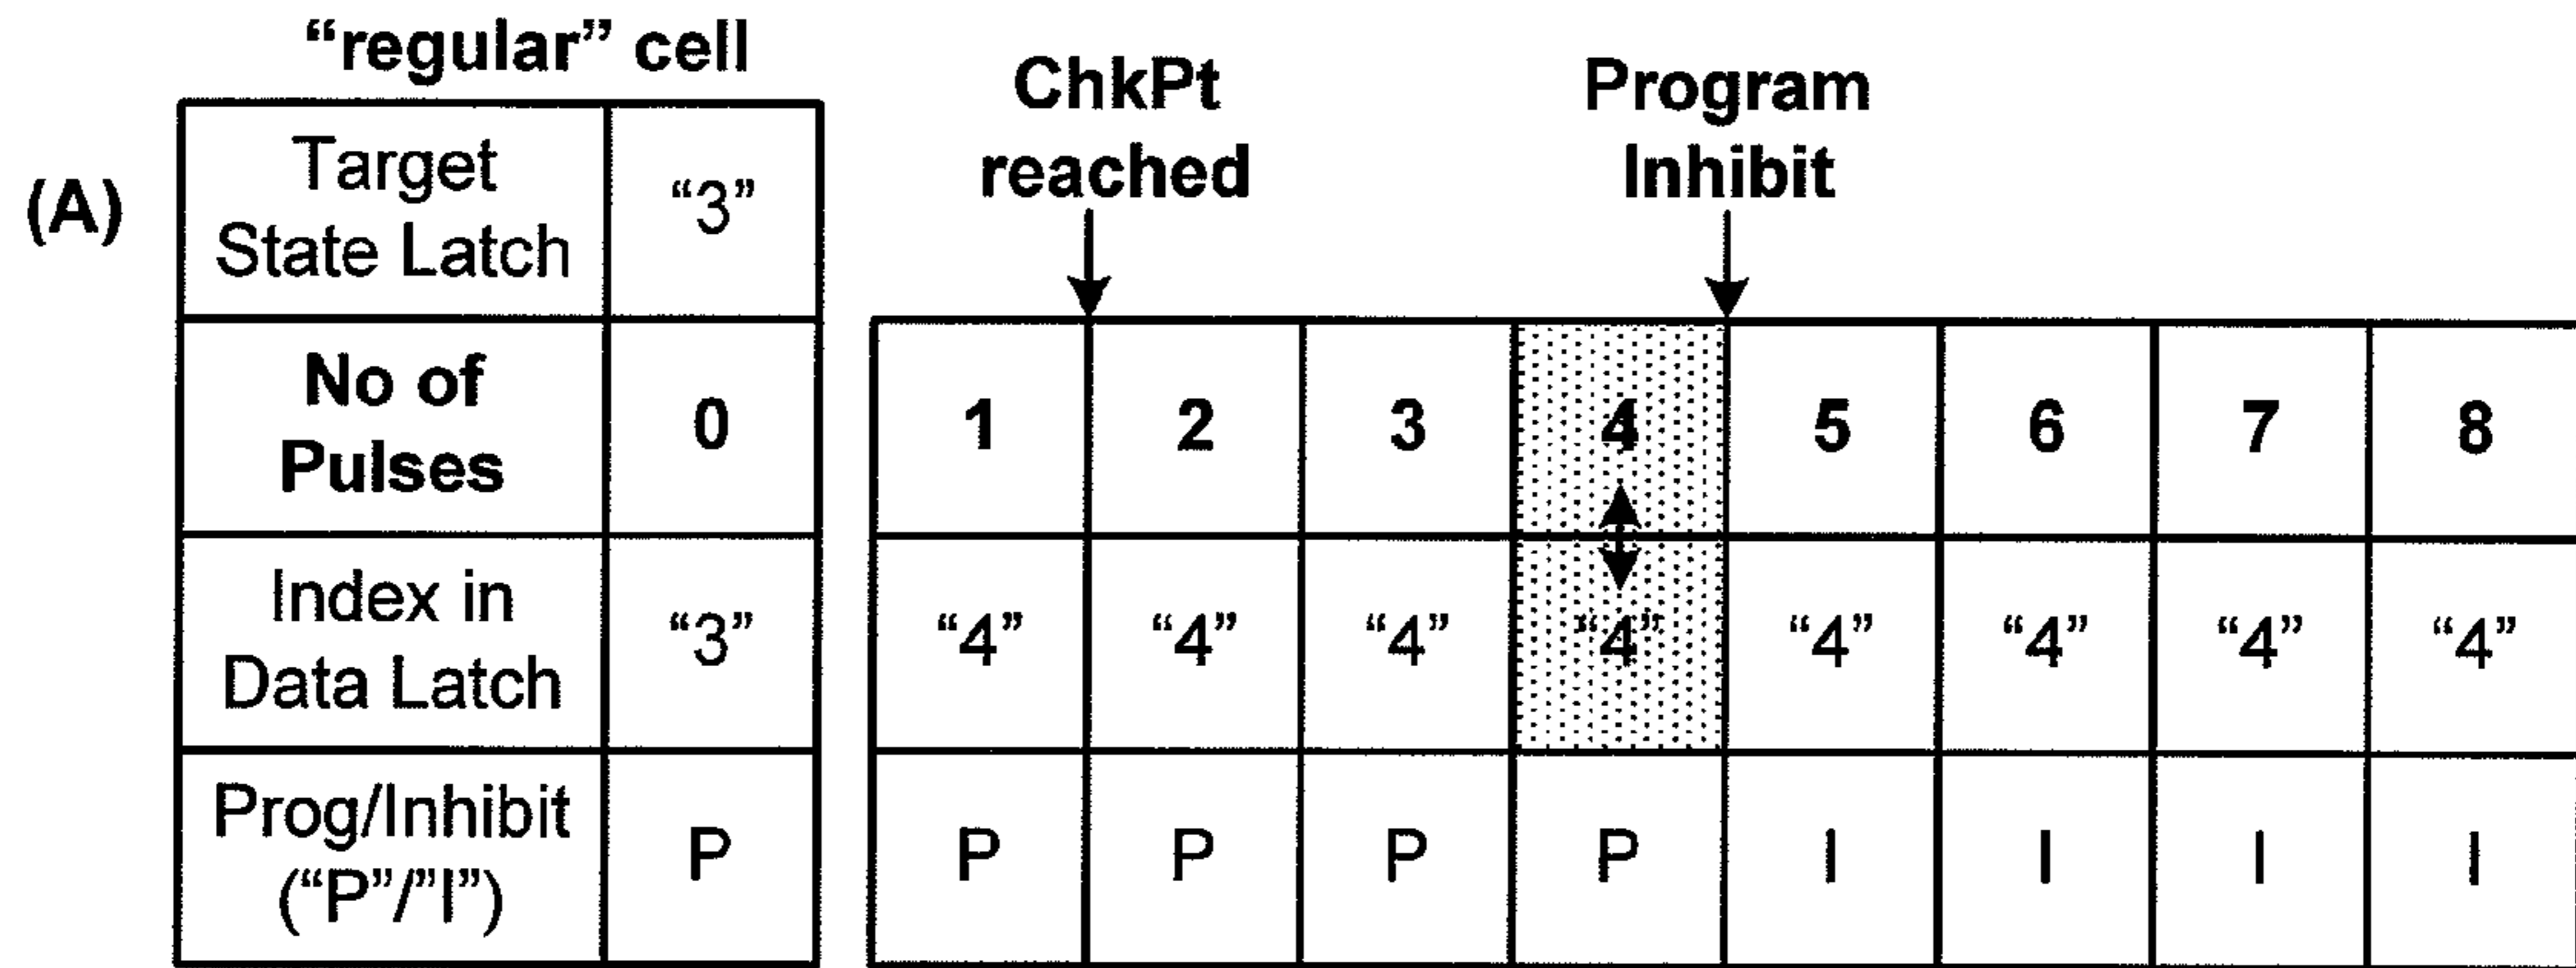 “regular” cell
ChkPt
reached
Program
Inhibit
(A)
Target
State Latch
“3”
No of
Pulses
0
1
2
3
4
5
6
7
8
Index in
Data Latch
“3”
“4”
“4”
“4”
“4”
“4”
“4”
“4”
“4”
Prog/Inhibit
(“P”/”I”)
P
P
P
P
P
I
I
I
I